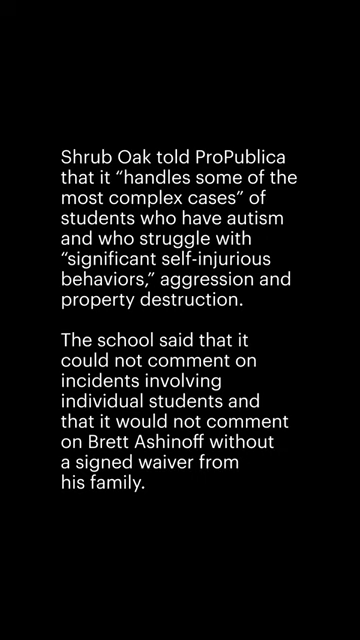 Shrub Oak told ProPublica
that it “handles some of the
most complex cases” of
students who have autism
and who struggle with
“significant self-injurious
behaviors,” aggression and
property destruction.
The school said that it
could not comment on
incidents involving
individual students and
that it would not comment
on Brett Ashinoff without
a signed waiver from
his family.